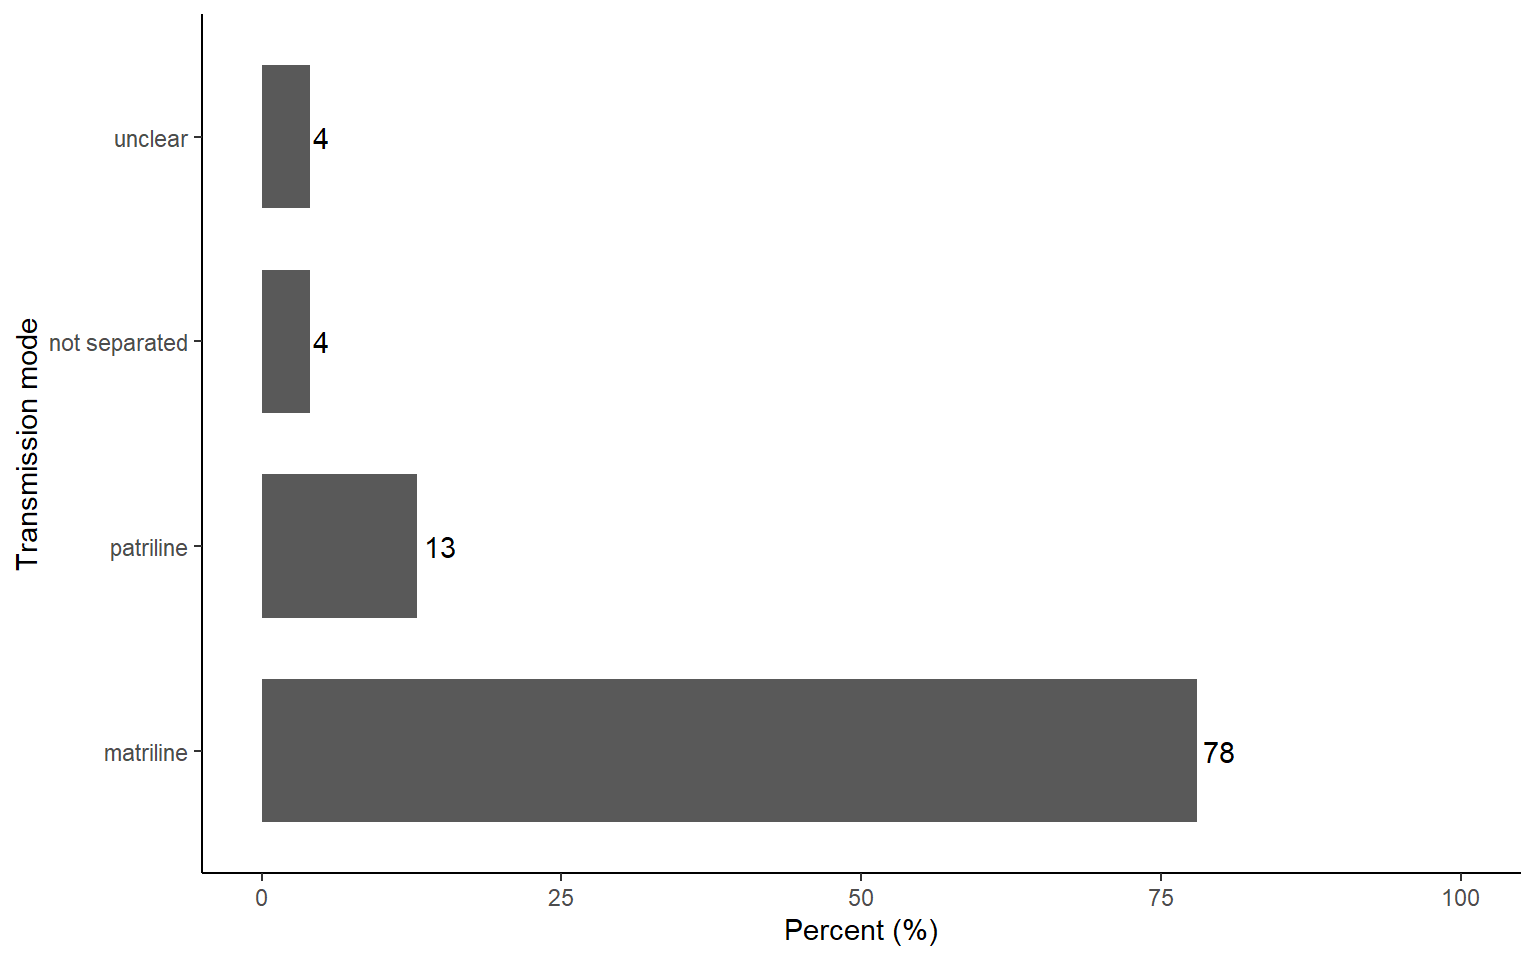 unclear
4
not separated
4
patriline
13
matriline
78
0 25 50 75 100
Percent (%)
Transmission mode